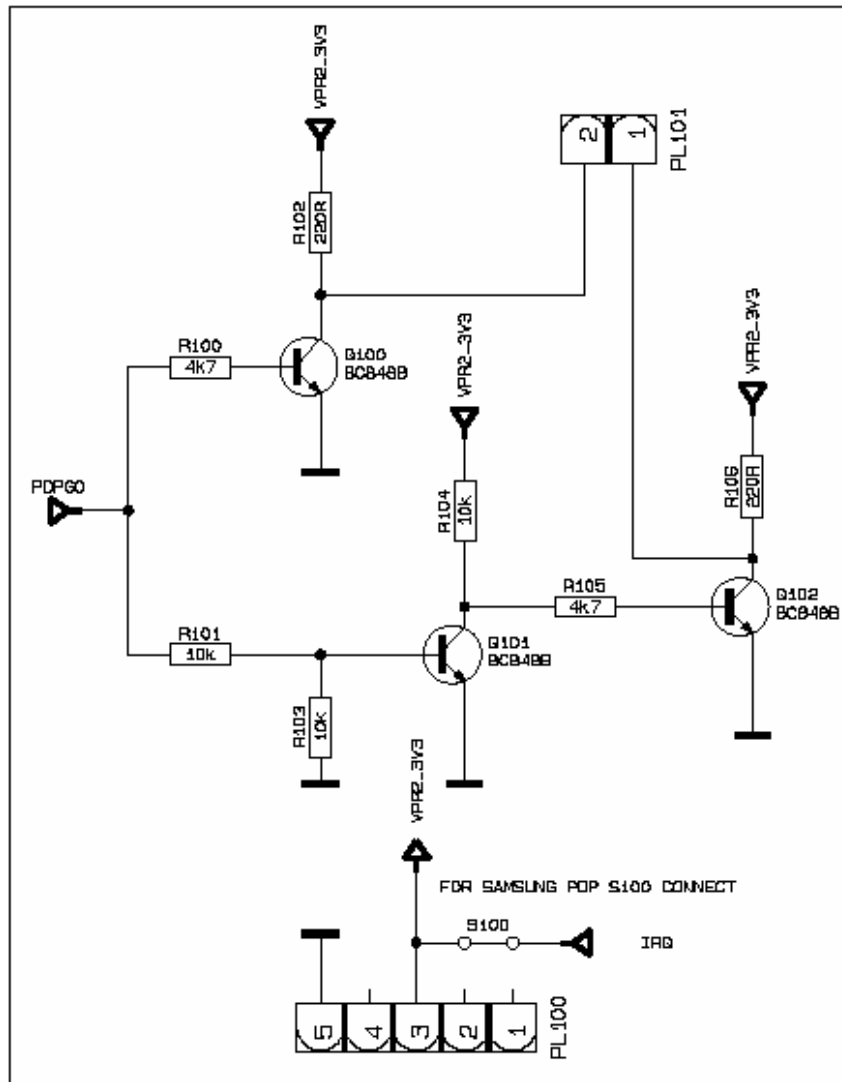 VPR2_3V3
R102
220R
2
1
PL101
R100
4k7
Q100
BC848B
VPR2_3V3
VPR2_3V3
PDPGO
R104
10k
R106
220R
R105
4k7
Q102
BC848B
R101
10k
Q101
BC848B
R103
10k
VPR2_3V3
FOR SAMSUNG PDP S100 CONNECT
S100
IRQ
5
4
3
2
1
PL100